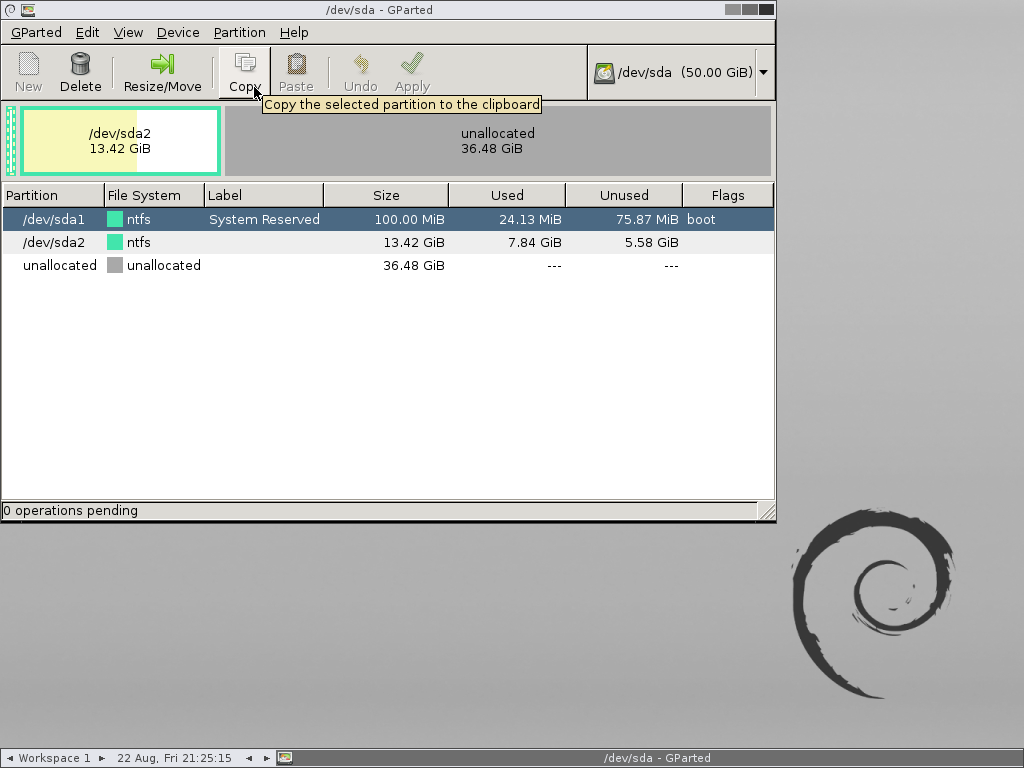 /dev/sda - GParted
GParted Edit View Device Partition Help
New Delete Resize/Move Copy Paste Undo Apply /dev/sda (50.00 GiB)
Copy the selected partition to the clipboard
/dev/sda2
13.42 GiB
unallocated
36.48 GiB
Partition File System Label Size Used Unused Flags
/dev/sda1 ntfs System Reserved 100.00 MiB 24.13 MiB 75.87 MiB boot
/dev/sda2 ntfs 13.42 GiB 7.84 GiB 5.58 GiB
unallocated unallocated 36.48 GiB --- ---
0 operations pending
Workspace 1 22 Aug, Fri 21:25:15 /dev/sda - GParted